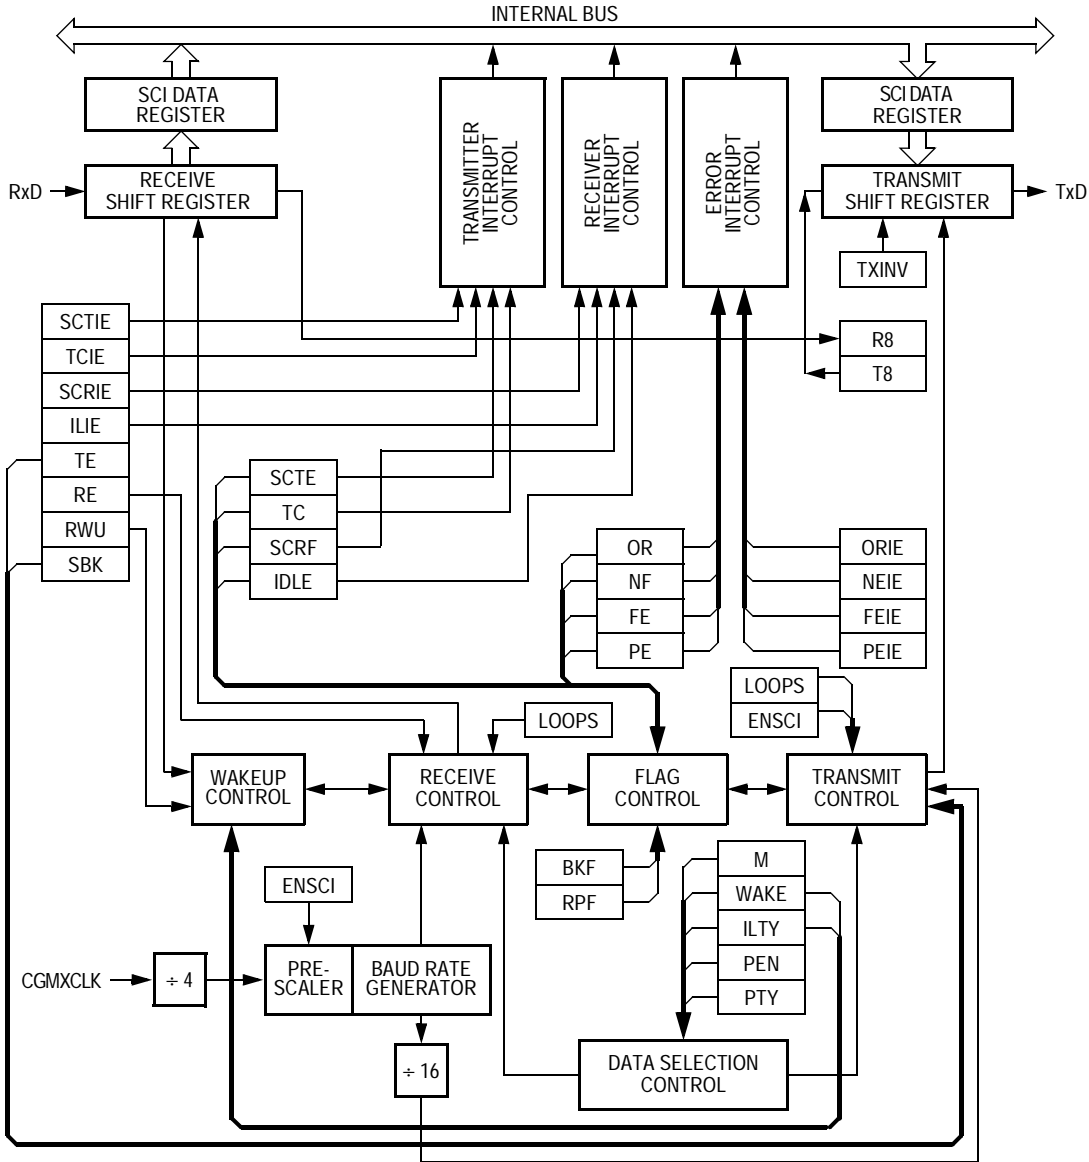 INTERNAL BUS
SCI DATA
REGISTER
SCI DATA
REGISTER
TRANSMITTER
INTERRUPT
CONTROL
RECEIVER
INTERRUPT
CONTROL
ERROR
INTERRUPT
CONTROL
RxD
RECEIVE
SHIFT REGISTER
TRANSMIT
SHIFT REGISTER
TxD
TXINV
SCTIE
TCIE
SCRIE
ILIE
TE
RE
RWU
SBK
R8
T8
SCTE
TC
SCRF
IDLE
OR
NF
FE
PE
ORIE
NEIE
FEIE
PEIE
LOOPS
ENSCI
LOOPS
WAKEUP
CONTROL
RECEIVE
CONTROL
FLAG
CONTROL
TRANSMIT
CONTROL
BKF
RPF
M
WAKE
ILTY
PEN
PTY
ENSCI
CGMXCLK
÷ 4
PRE-
SCALER
BAUD RATE
GENERATOR
÷ 16
DATA SELECTION
CONTROL